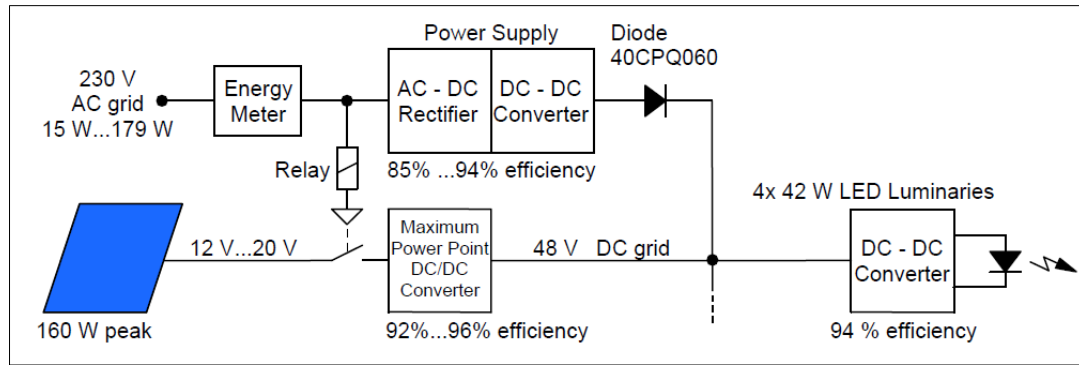 Power Supply
Diode
40CPQ060
230 V
AC grid
15 W...179 W
Energy
Meter
AC - DC
Rectifier
DC - DC
Converter
Relay
85% ...94% efficiency
4x 42 W LED Luminaries
12 V...20 V
Maximum
Power Point
DC/DC
Converter
48 V DC grid
DC - DC
Converter
160 W peak
92%...96% efficiency
94 % efficiency